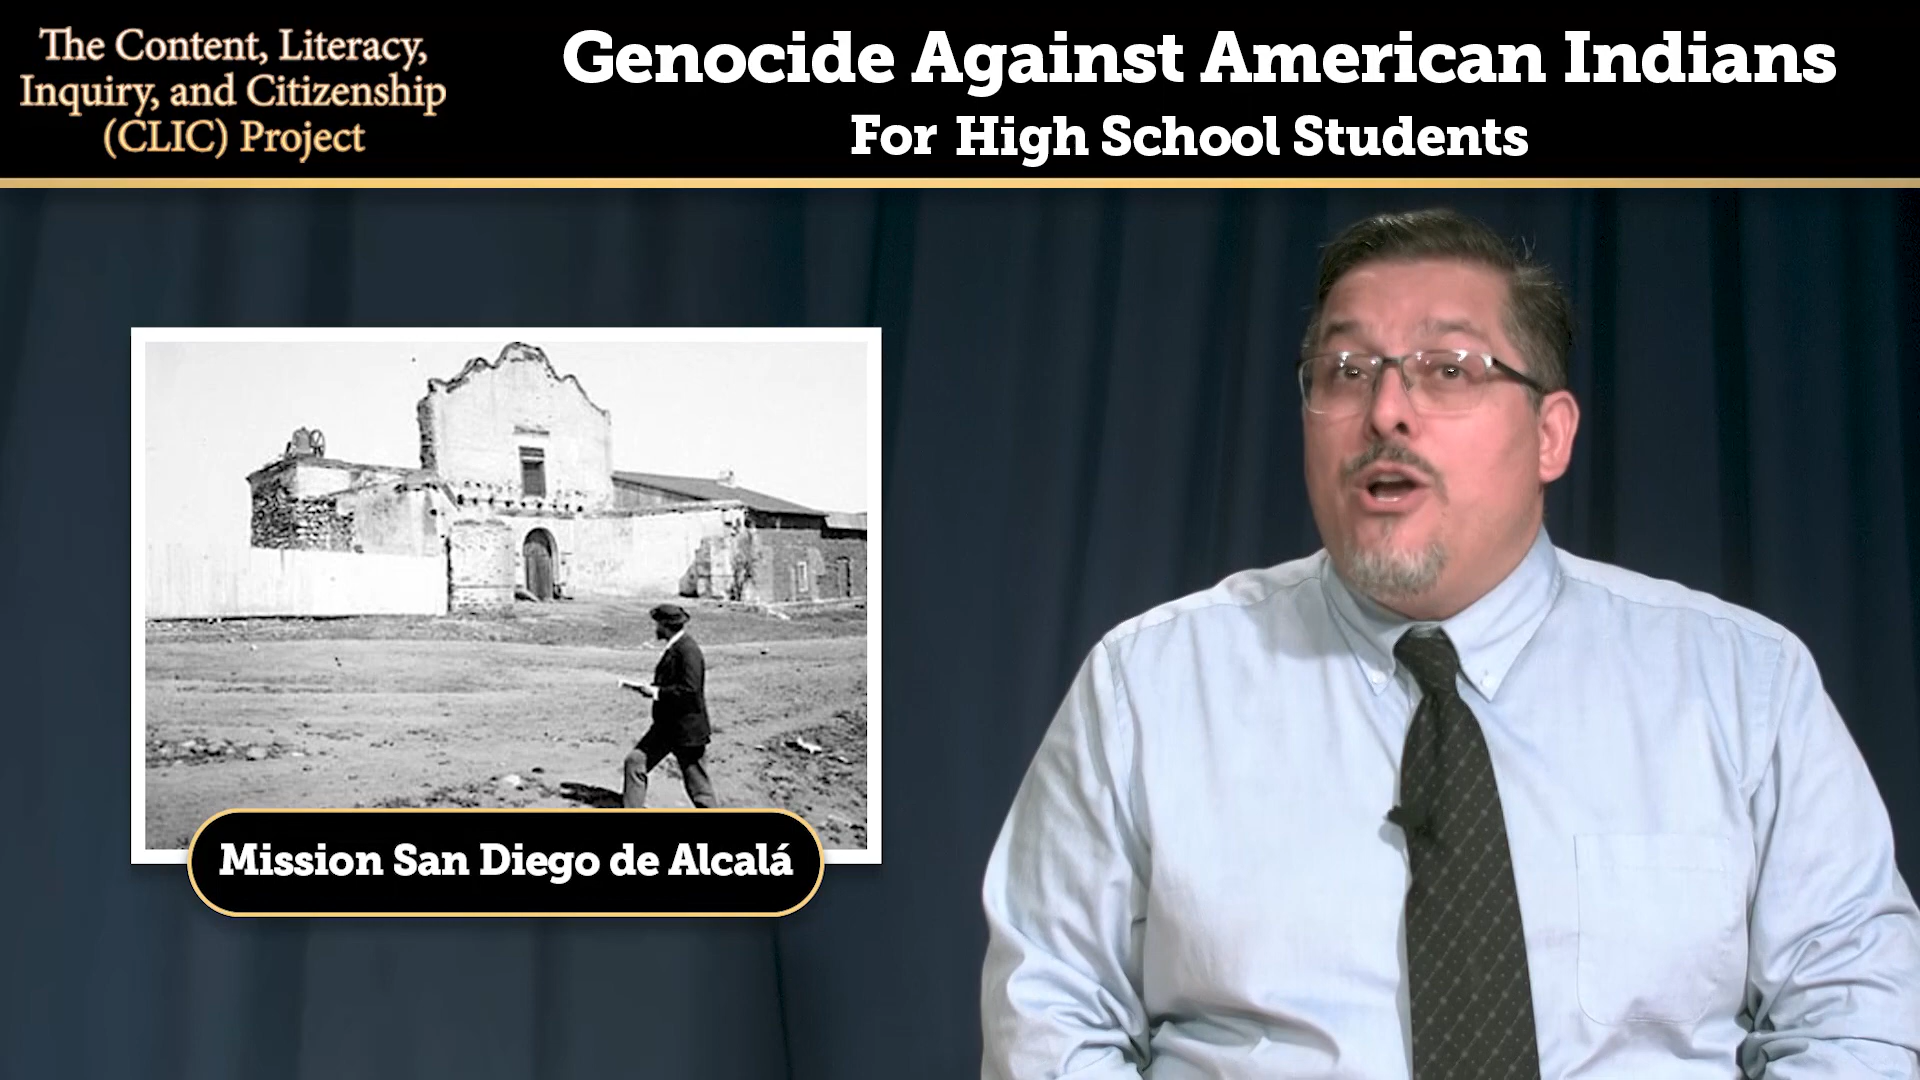 The Content, Literacy,
Inquiry, and Citizenship
(CLIC) Project
Genocide Against American Indians
For High School Students
Mission San Diego de Alcalá